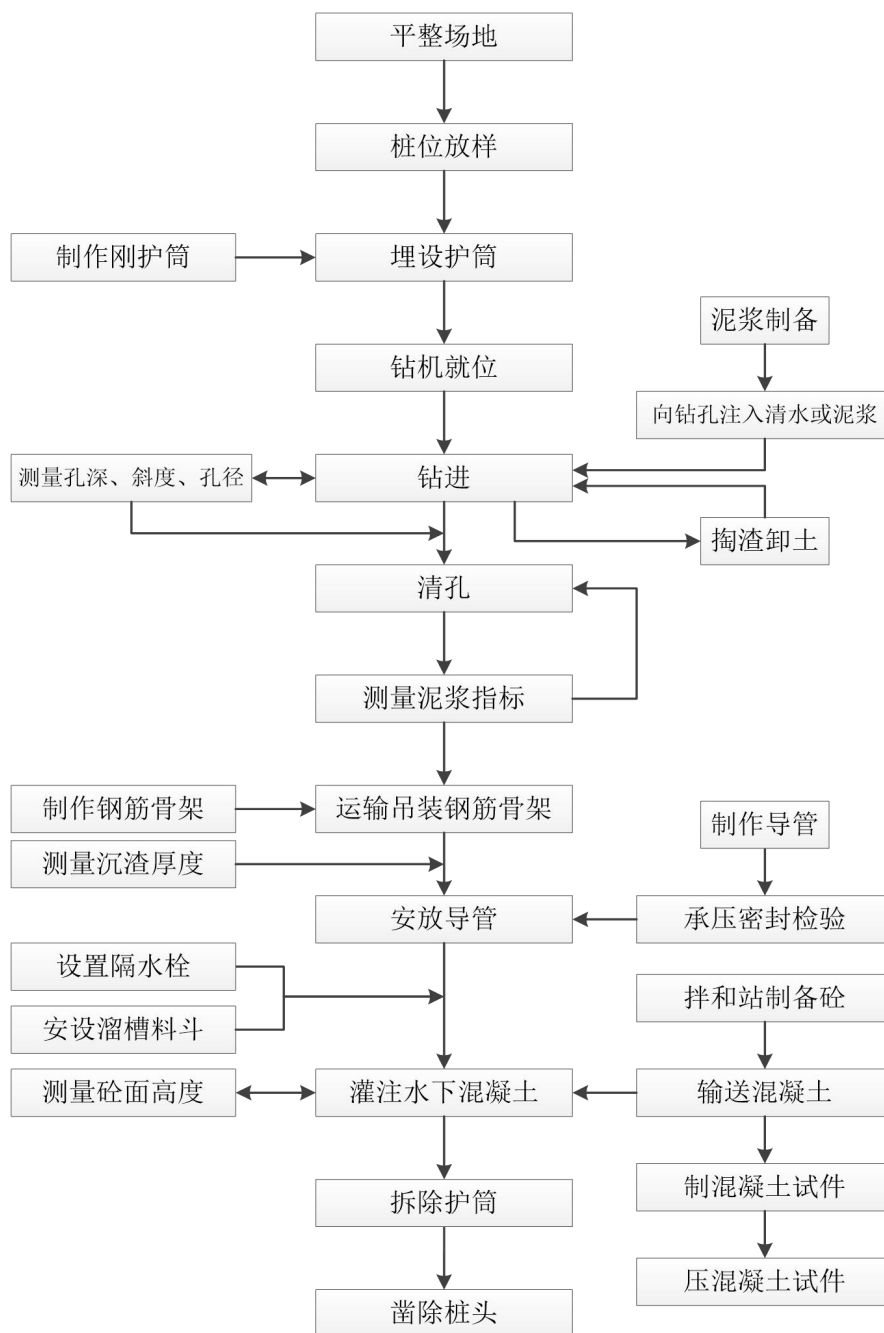 平整场地
桩位放样
制作刚护筒
埋设护筒
泥浆制备
钻机就位
向钻孔注入清水或泥浆
测量孔深、斜度、孔径
钻进
掏渣卸土
清孔
测量泥浆指标
制作钢筋骨架
运输吊装钢筋骨架
制作导管
测量沉渣厚度
安放导管
承压密封检验
设置隔水栓
拌和站制备砼
安设溜槽料斗
测量砼面高度
灌注水下混凝土
输送混凝土
拆除护筒
制混凝土试件
压混凝土试件
凿除桩头